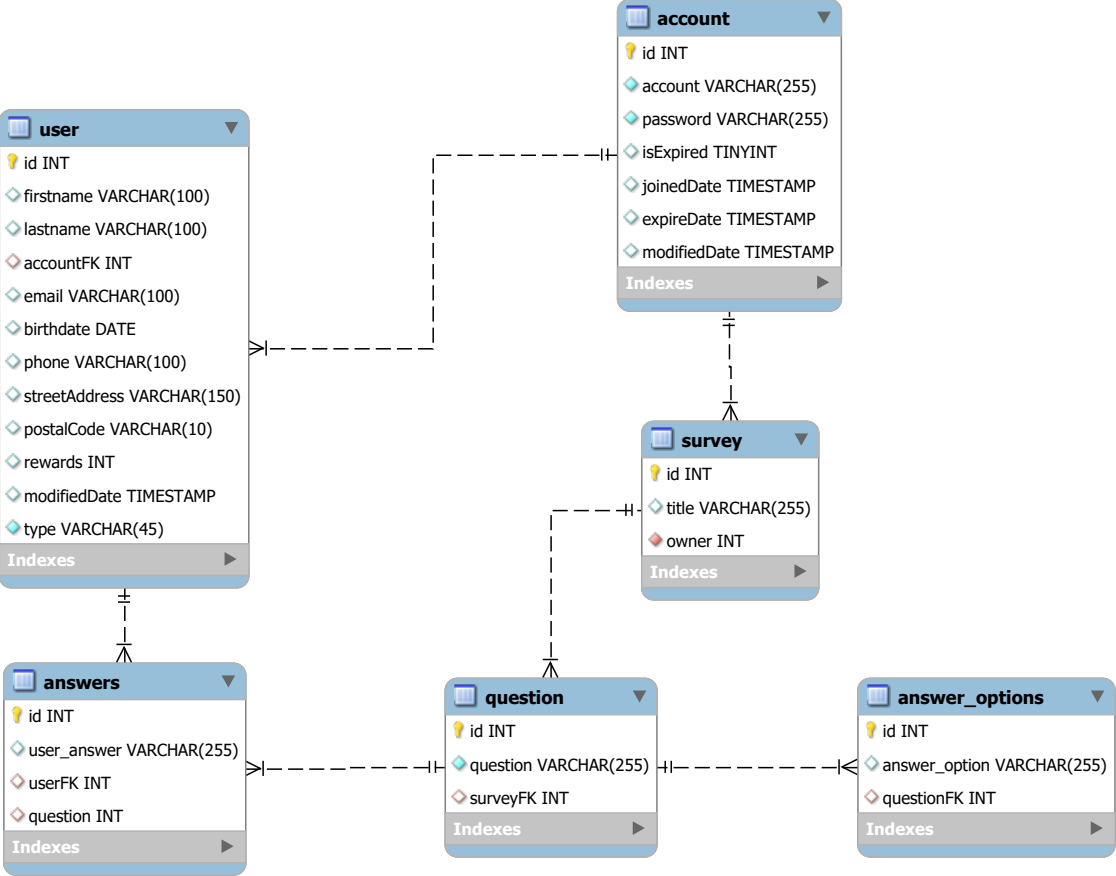 account
id INT
account VARCHAR(255)
password VARCHAR(255)
isExpired TINYINT
joinedDate TIMESTAMP
expireDate TIMESTAMP
modifiedDate TIMESTAMP
Indexes
user
id INT
firstname VARCHAR(100)
lastname VARCHAR(100)
accountFK INT
email VARCHAR(100)
birthdate DATE
phone VARCHAR(100)
streetAddress VARCHAR(150)
postalCode VARCHAR(10)
rewards INT
modifiedDate TIMESTAMP
type VARCHAR(45)
Indexes
survey
id INT
title VARCHAR(255)
owner INT
Indexes
answers
id INT
user_answer VARCHAR(255)
userFK INT
question INT
Indexes
question
id INT
question VARCHAR(255)
surveyFK INT
Indexes
answer_options
id INT
answer_option VARCHAR(255)
questionFK INT
Indexes